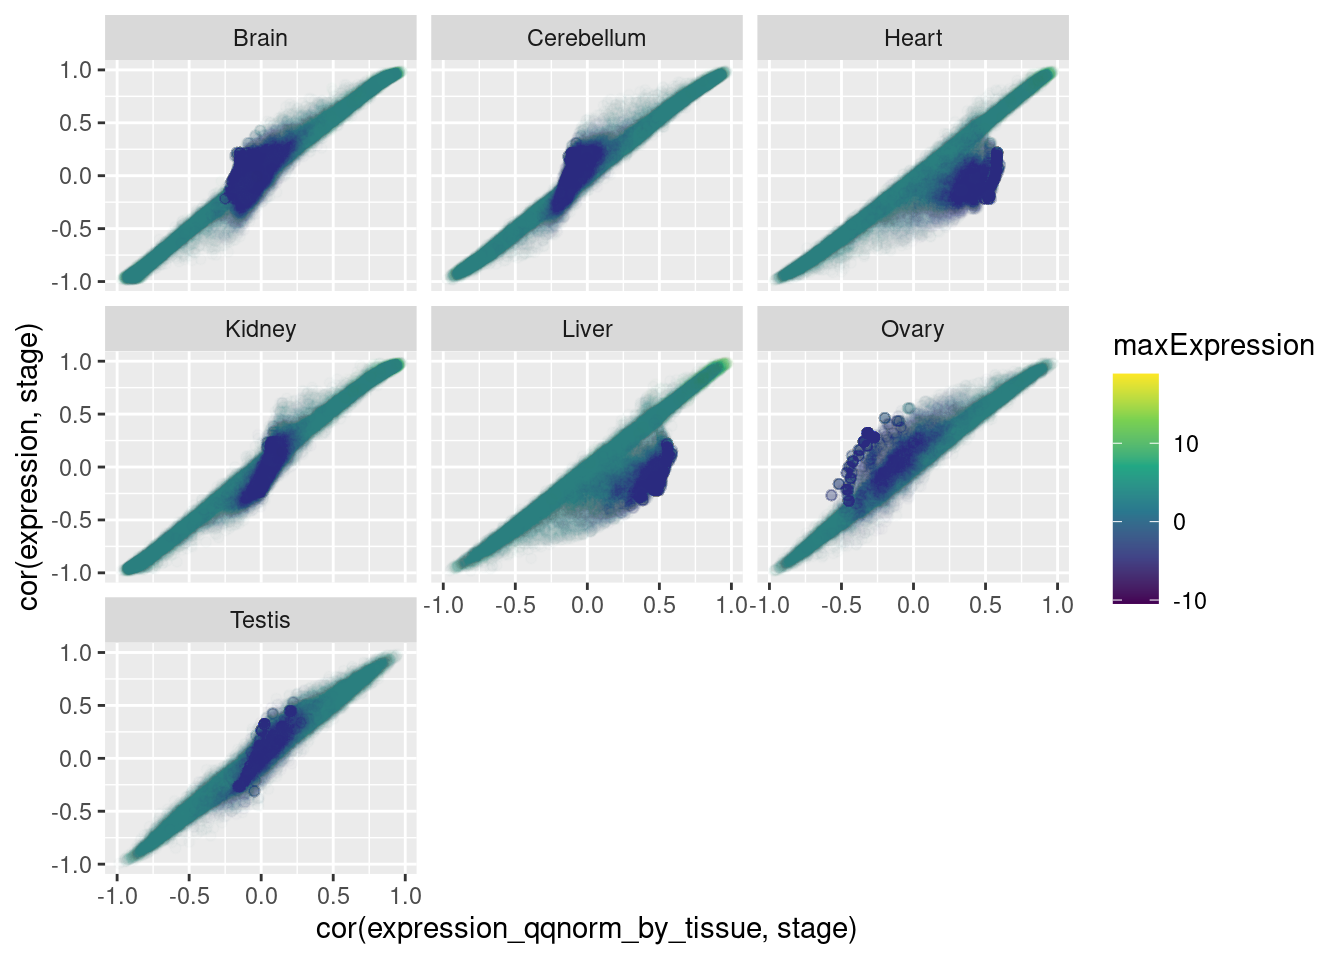 Brain
Cerebellum
Heart
1.0
0.5
0.0
-0.5
-1.0
Kidney
Liver
Ovary
1.0
0.5
0.0
-0.5
-1.0
-1.0 -0.5 0.0 0.5 1.0
-1.0 -0.5 0.0 0.5 1.0
Testis
1.0
0.5
0.0
-0.5
-1.0
-1.0 -0.5 0.0 0.5 1.0
cor(expression_qqnorm_by_tissue, stage)
cor(expression, stage)
maxExpression
10
0
-10